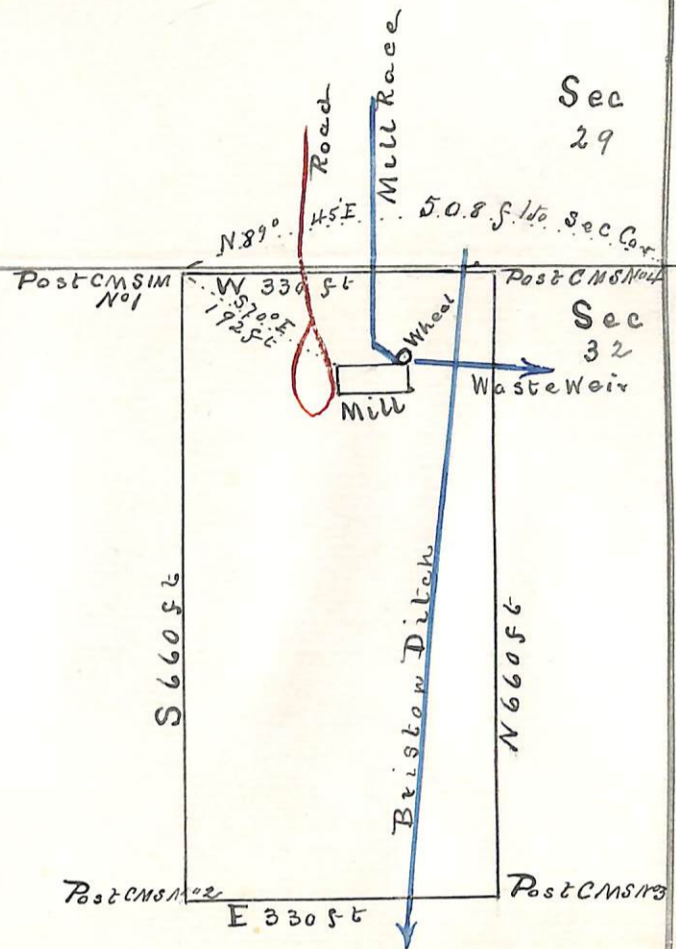 Road
Mill Race
Sec
29
N 89° 45' E 508 ft to Sec Cor
Post CMSIM
No 1
W 330 ft
Post CMS No 4
S 70° E
192 ft
Sec
32
Wheel
Waste Weir
Mill
Bristow Ditch
S 660 ft
N 660 ft
Post CMS No 2
Post CMS No 3
E 330 ft